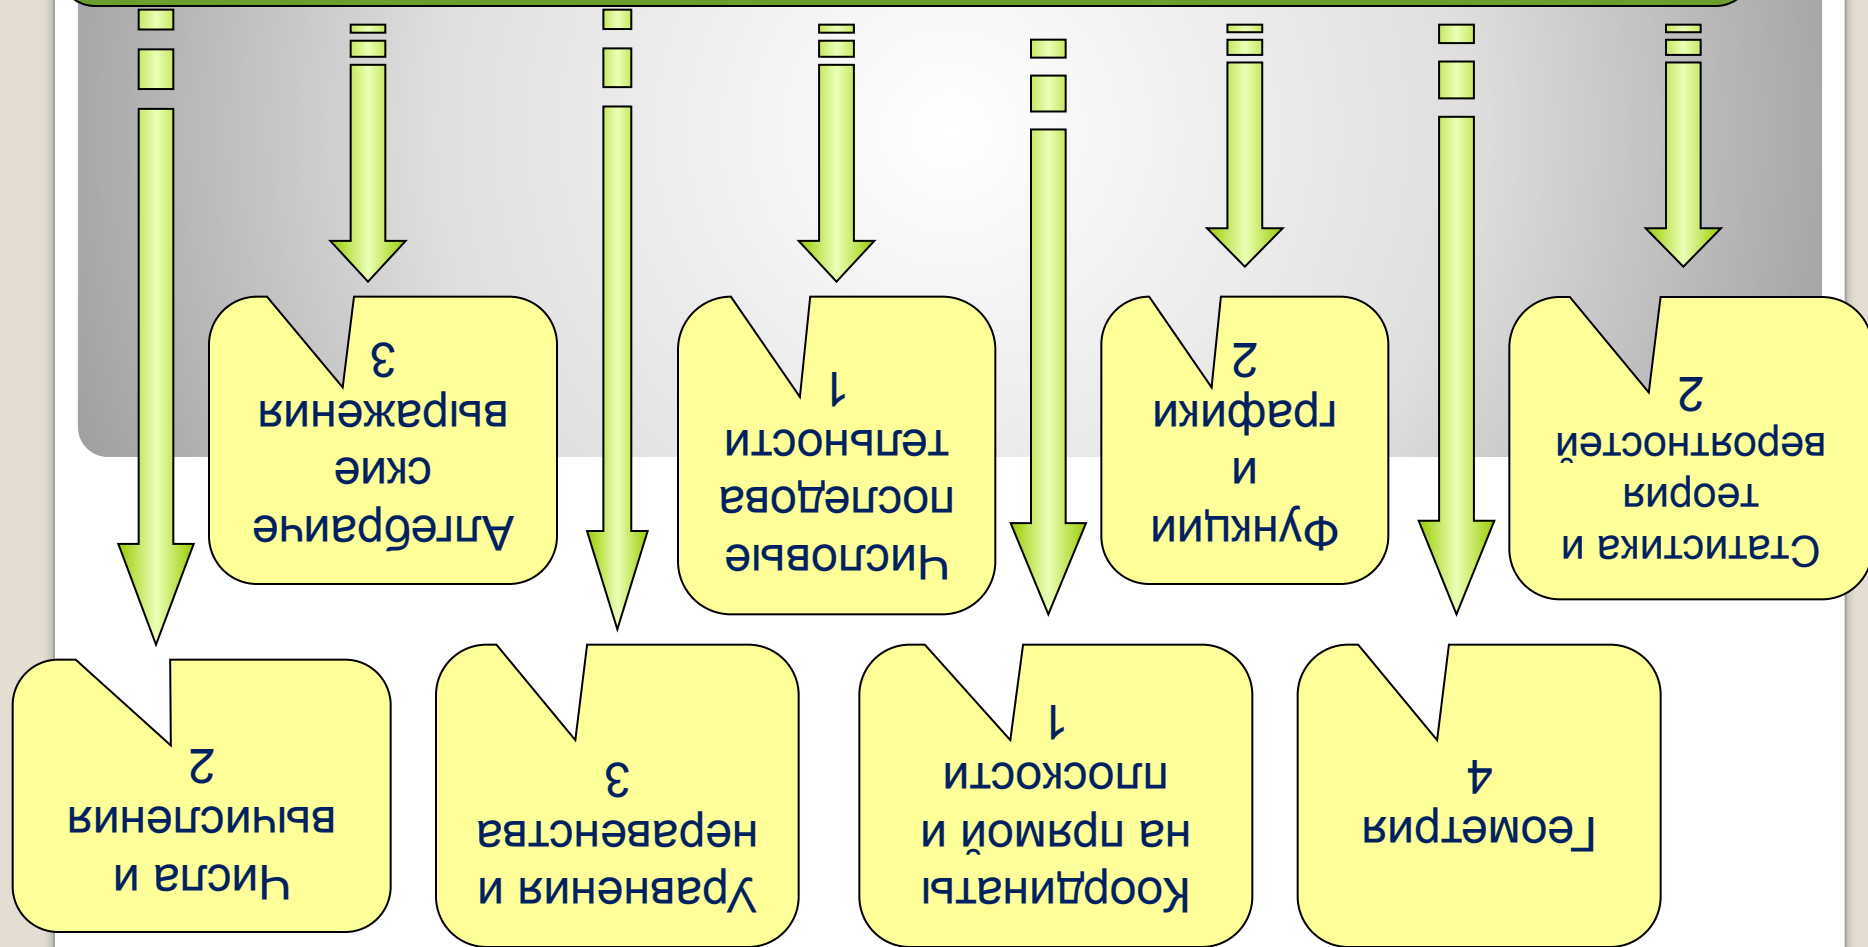 Алгебраиче
ские
выражения
3
Числовые
последова
тельности
1
Функции
и
графики
2
Статистика и
теория
вероятностей
2
Числа и
вычисления
2
Уравнения и
неравенства
3
Координаты
на прямой и
плоскости
1
Геометрия
4